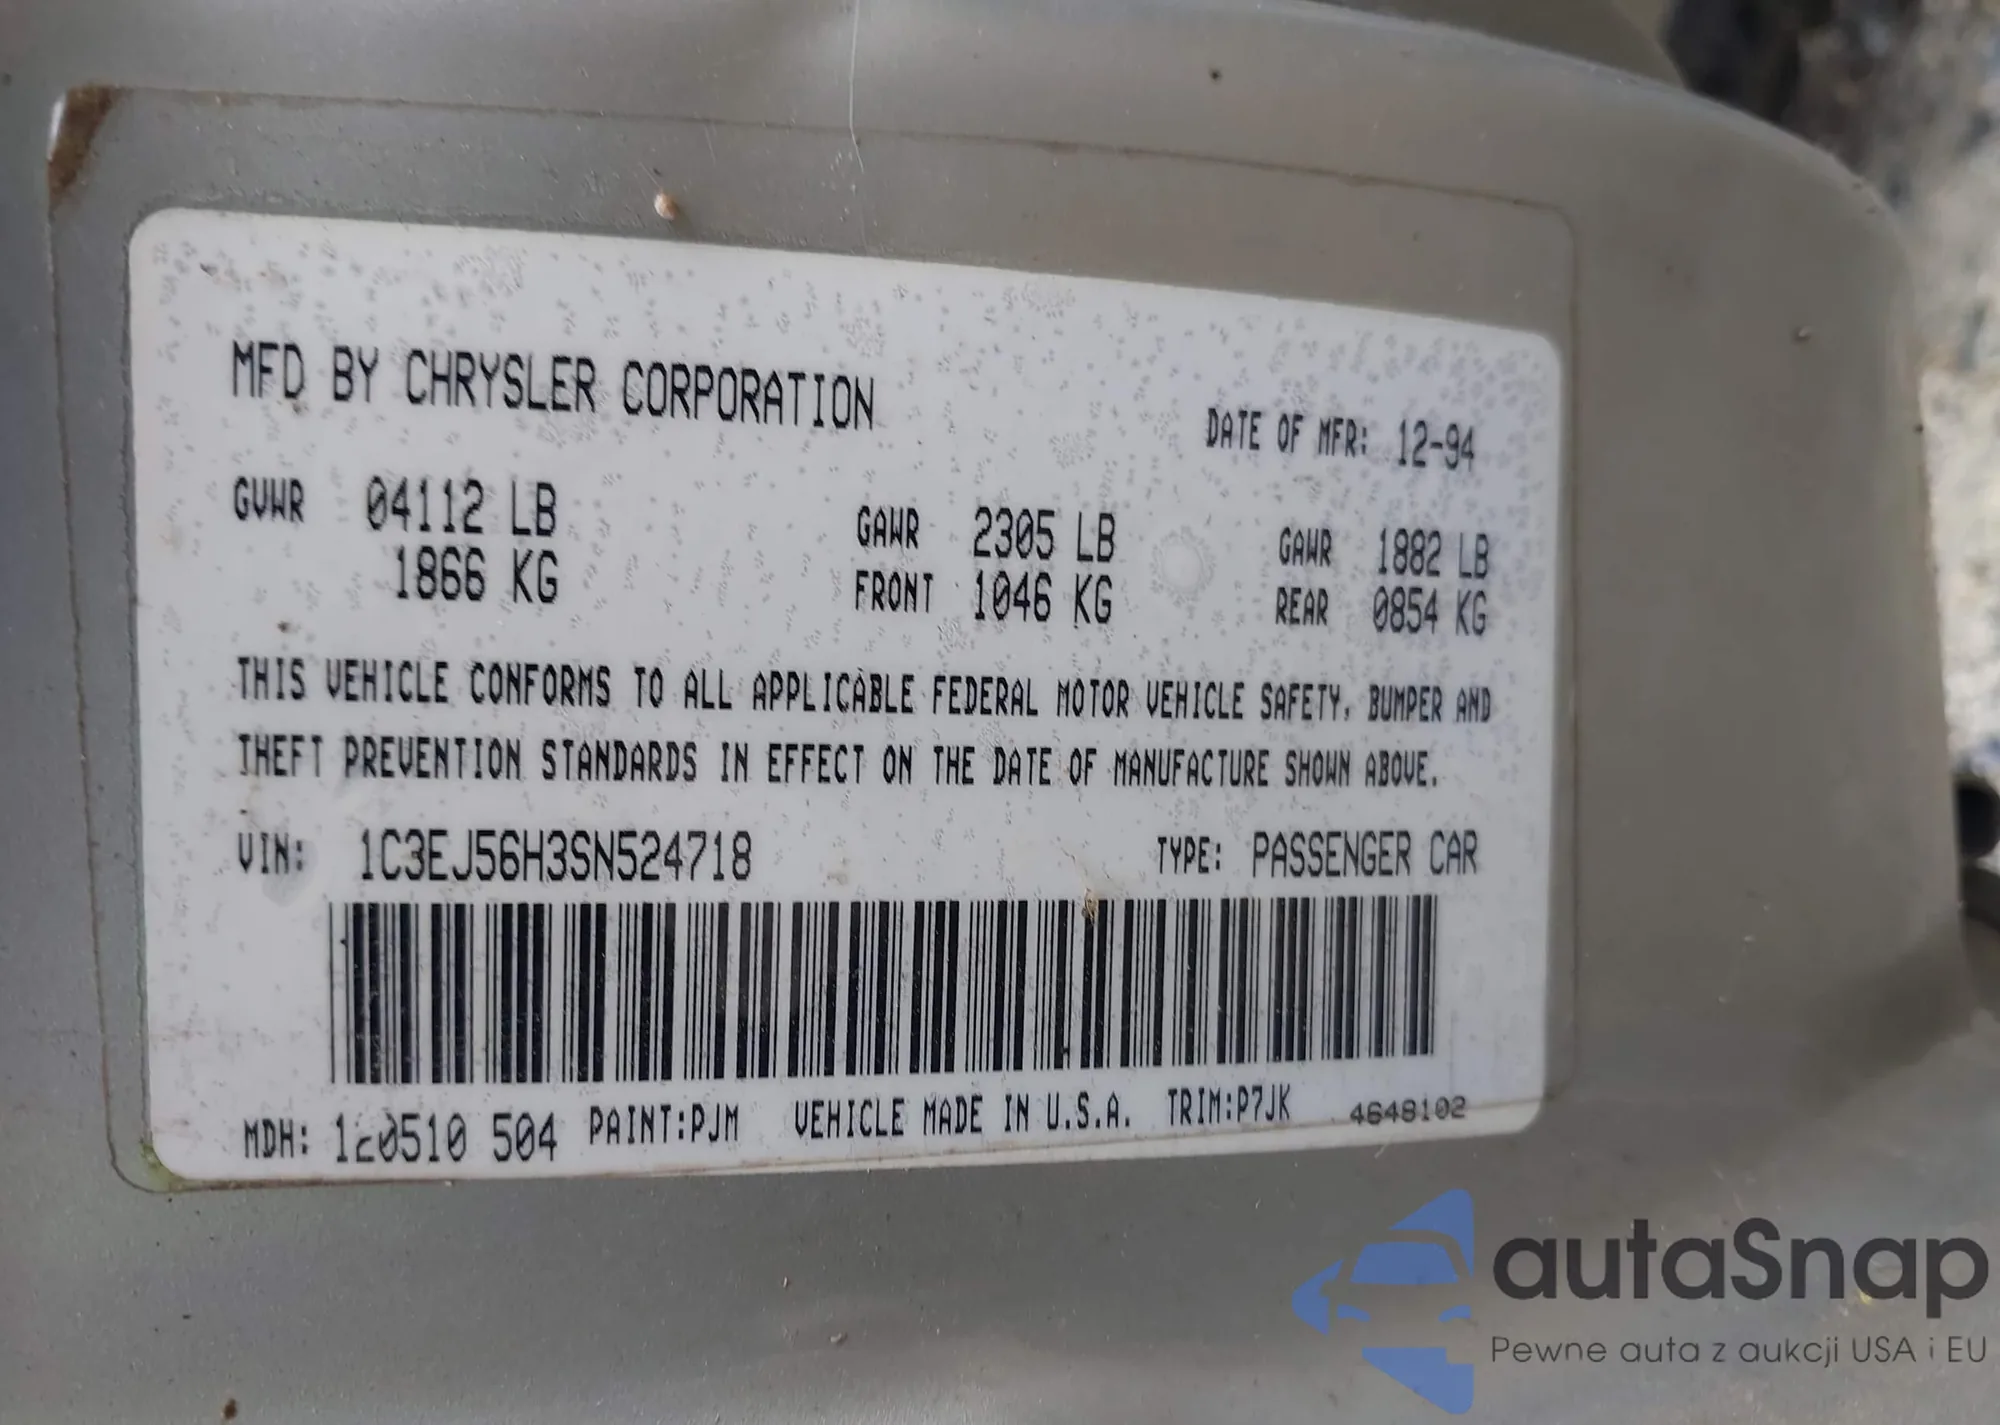 MFD BY CHRYSLER CORPORATION
DATE OF MFR: 12-94
GVWR 04112 LB GAWR 2305 LB GAWR 1882 LB
1866 KG FRONT 1046 KG REAR 0854 KG
THIS VEHICLE CONFORMS TO ALL APPLICABLE FEDERAL MOTOR VEHICLE SAFETY, BUMPER AND
THEFT PREVENTION STANDARDS IN EFFECT ON THE DATE OF MANUFACTURE SHOWN ABOVE.
VIN: 1C3EJ56H3SN524718 TYPE: PASSENGER CAR
MDH: 120510 504 PAINT:PJM VEHICLE MADE IN U.S.A. TRIM:P7JK 4648102
autaSnap
Pewne auta z aukcji USA i EU